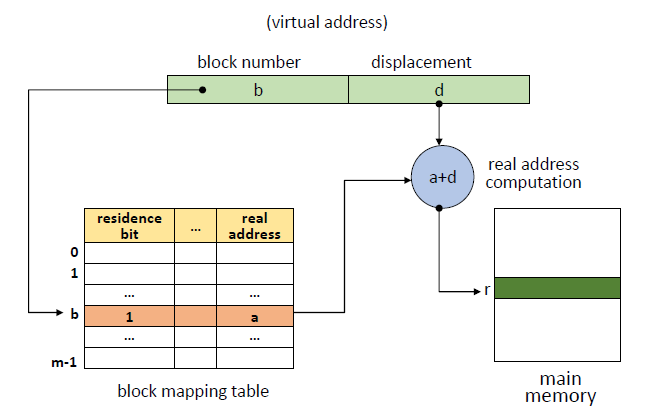 (virtual address)
block number displacement
b d
a+d
real address
computation
residence
bit
...
real
address
0
1
... ...
b 1 a
... ...
m-1
block mapping table
r
main
memory